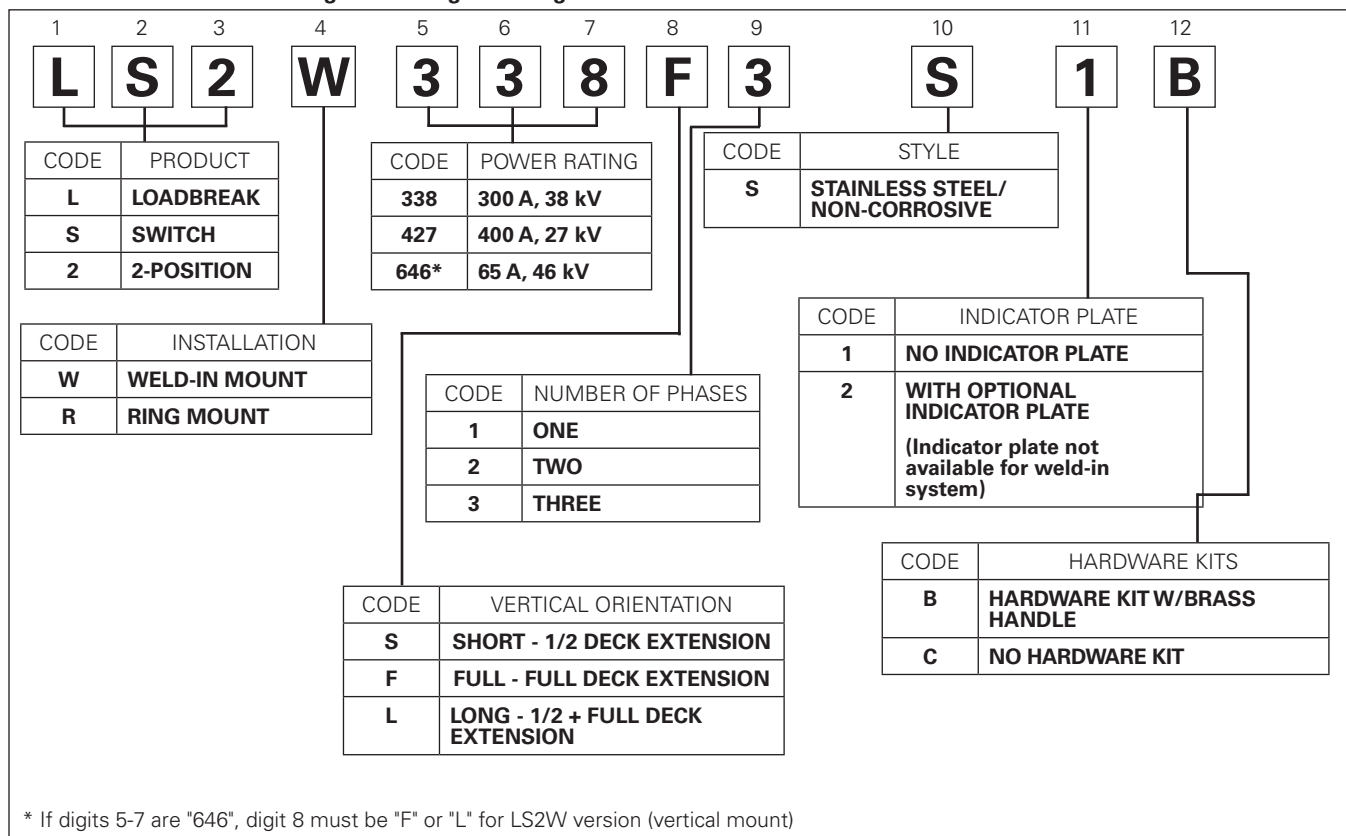 1 2 3 4 5 6 7 8 9 10 11 12
L S 2 W 3 3 8 F 3 S 1 B
CODE PRODUCT
L LOADBREAK
S SWITCH
2 2-POSITION
CODE POWER RATING
338 300 A, 38 kV
427 400 A, 27 kV
646* 65 A, 46 kV
CODE STYLE
S STAINLESS STEEL/
NON-CORROSIVE
CODE INSTALLATION
W WELD-IN MOUNT
R RING MOUNT
CODE NUMBER OF PHASES
1 ONE
2 TWO
3 THREE
CODE INDICATOR PLATE
1 NO INDICATOR PLATE
2 WITH OPTIONAL
INDICATOR PLATE
(Indicator plate not
available for weld-in
system)
CODE VERTICAL ORIENTATION
S SHORT - 1/2 DECK EXTENSION
F FULL - FULL DECK EXTENSION
L LONG - 1/2 + FULL DECK
EXTENSION
CODE HARDWARE KITS
B HARDWARE KIT W/BRASS
HANDLE
C NO HARDWARE KIT
* If digits 5-7 are "646", digit 8 must be "F" or "L" for LS2W version (vertical mount)